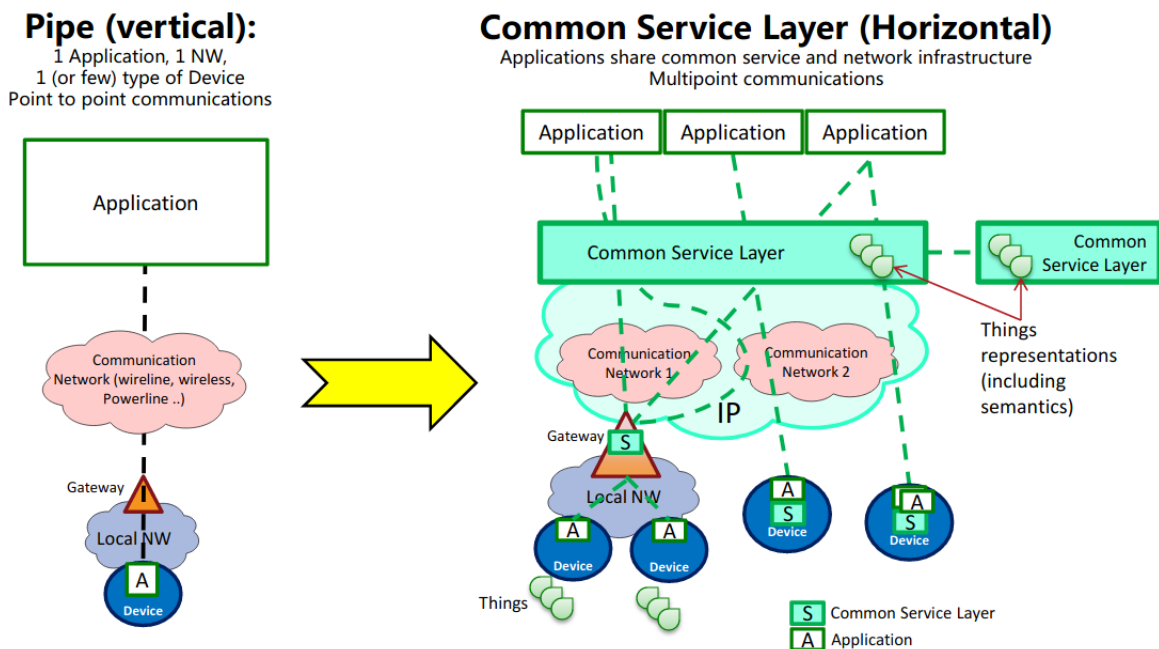 Pipe (vertical):
1 Application, 1 NW,
1 (or few) type of Device
Point to point communications
Application
Communication
Network (wireline, wireless,
Powerline ..)
Gateway
Local NW
A
Device
Common Service Layer (Horizontal)
Applications share common service and network infrastructure
Multipoint communications
Application
Application
Application
Common Service Layer
Common
Service Layer
Things
representations
(including
semantics)
Communication
Network 1
Communication
Network 2
IP
Gateway
S
Local NW
A
Device
A
Device
A
S
Device
A
S
Device
Things
S Common Service Layer
A Application